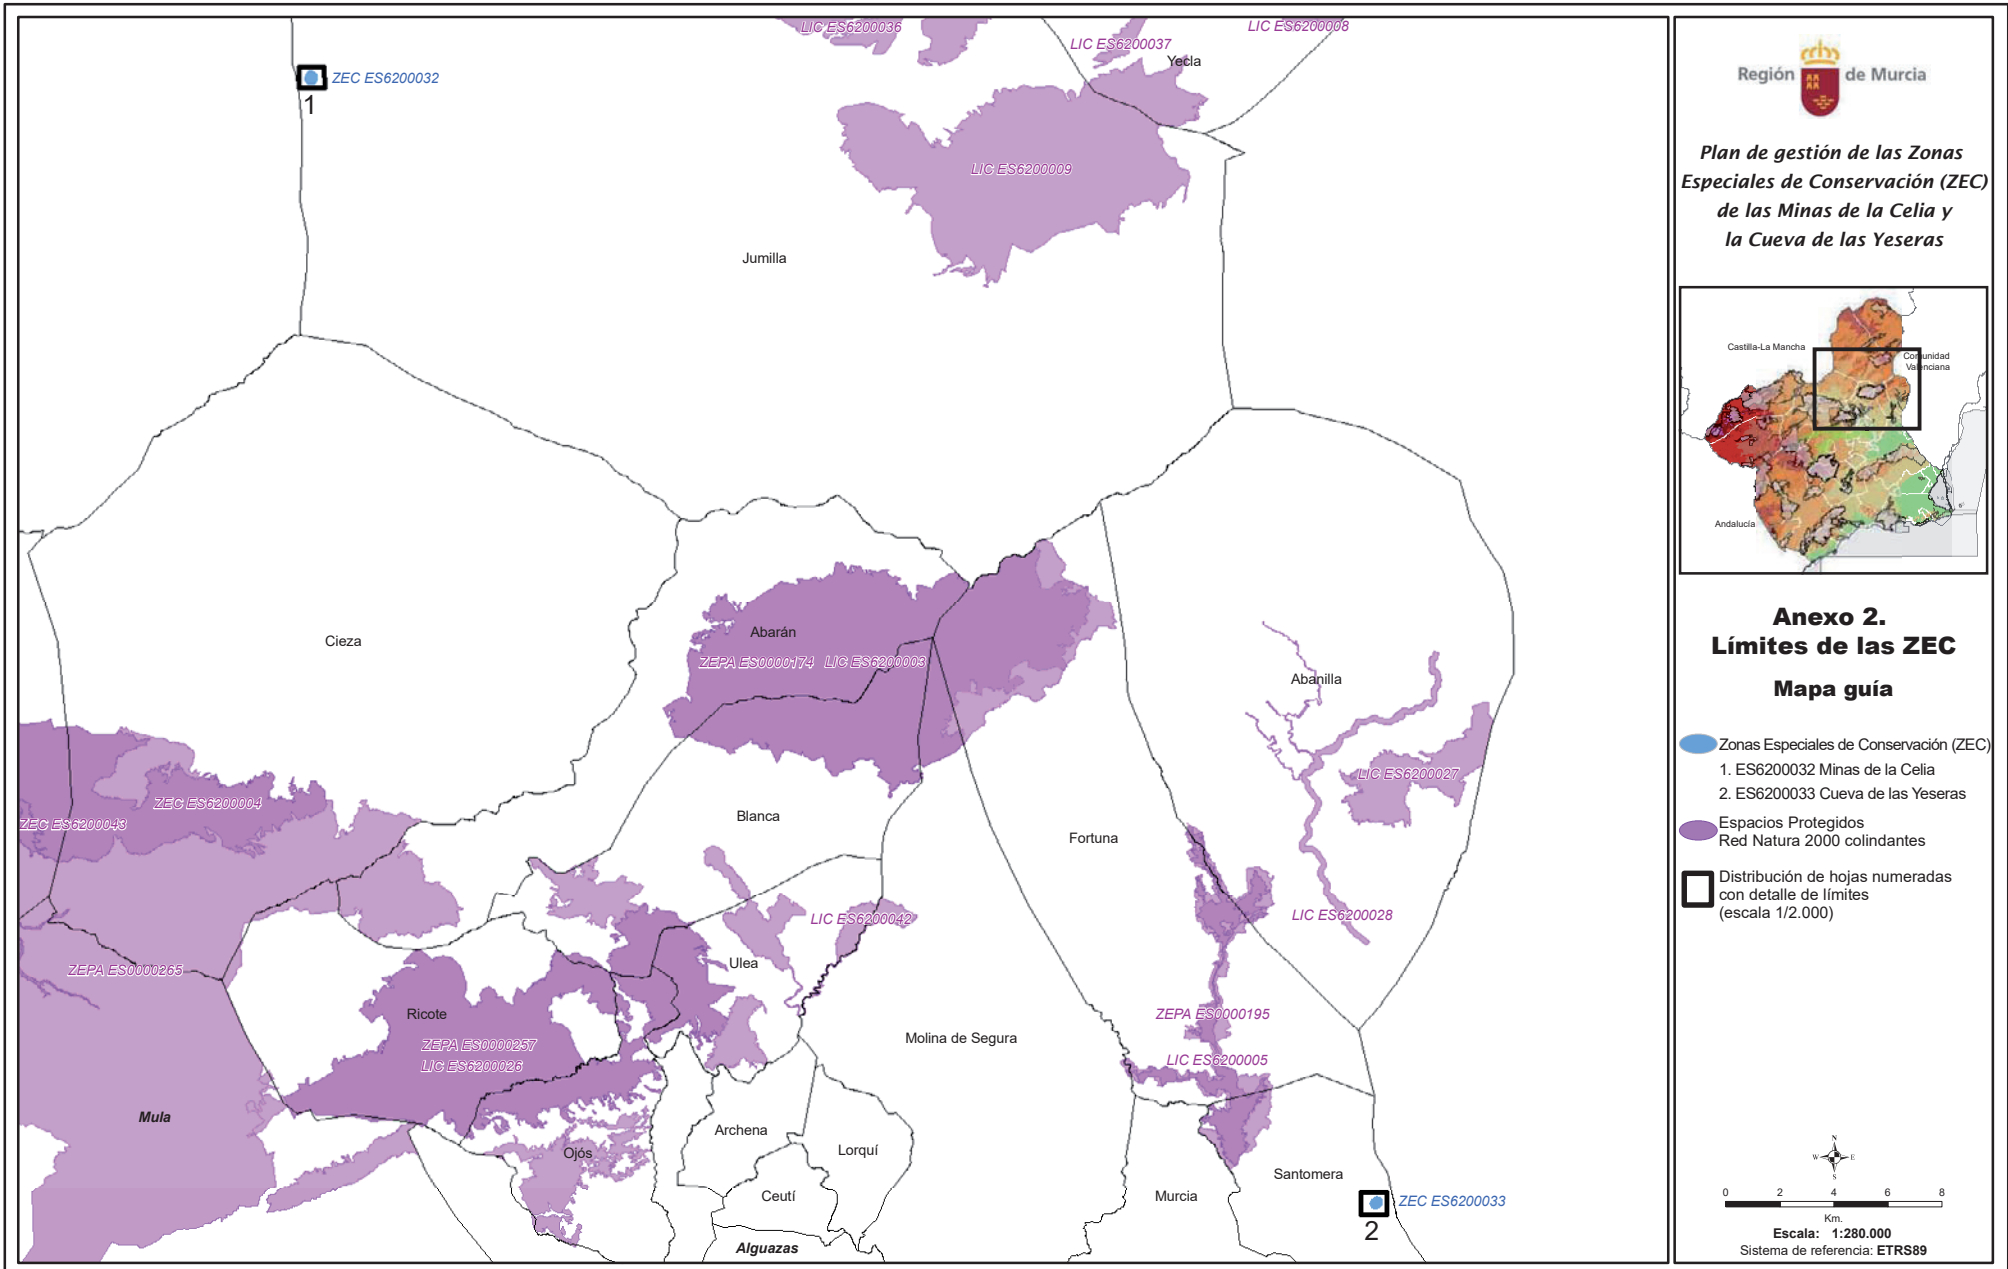 LIC ES6200036
LIC ES6200037
LIC ES6200008
Yecla
ZEC ES6200032
1
LIC ES6200009
Jumilla
Cieza
Abarán
ZEPA ES0000174
LIC ES6200003
Abanilla
LIC ES6200027
ZEC ES6200004
ZEC ES6200043
Blanca
Fortuna
LIC ES6200042
LIC ES6200028
Ulea
ZEPA ES0000265
Ricote
ZEPA ES0000257
LIC ES6200026
ZEPA ES0000195
Molina de Segura
LIC ES6200005
Mula
Archena
Lorquí
Ojós
Ceutí
Murcia
Santomera
ZEC ES6200033
2
Alguazas
Región de Murcia
Plan de gestión de las Zonas
Especiales de Conservación (ZEC)
de las Minas de la Celia y
la Cueva de las Yeseras
Castilla-La Mancha
Comunidad
Valenciana
Andalucía
Anexo 2.
Límites de las ZEC
Mapa guía
Zonas Especiales de Conservación (ZEC)
1. ES6200032 Minas de la Celia
2. ES6200033 Cueva de las Yeseras
Espacios Protegidos
Red Natura 2000 colindantes
Distribución de hojas numeradas
con detalle de límites
(escala 1/2.000)
N
W E
S
0 2 4 6 8
Km.
Escala: 1:280.000
Sistema de referencia: ETRS89